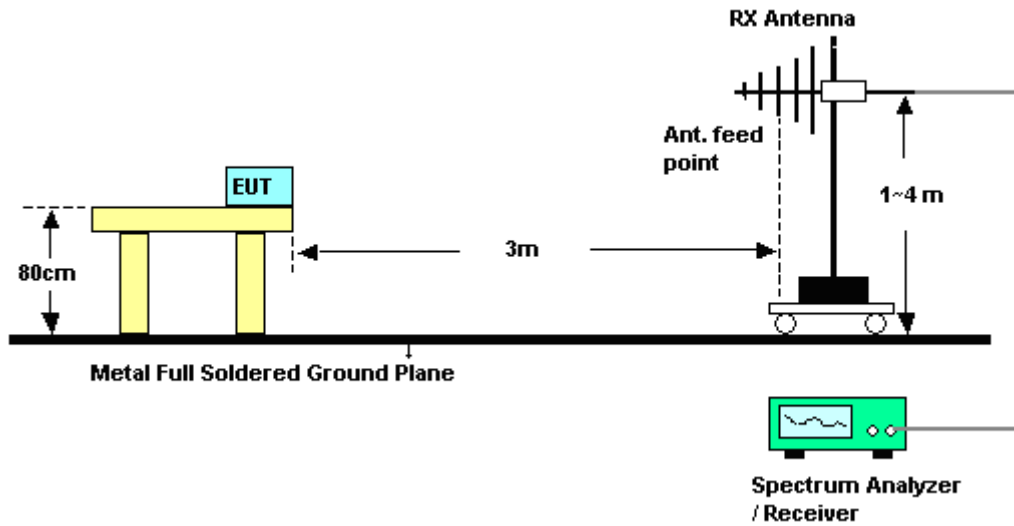 RX Antenna
Ant. feed
point
EUT
1~4 m
3m
80cm
Metal Full Soldered Ground Plane
Spectrum Analyzer
/ Receiver